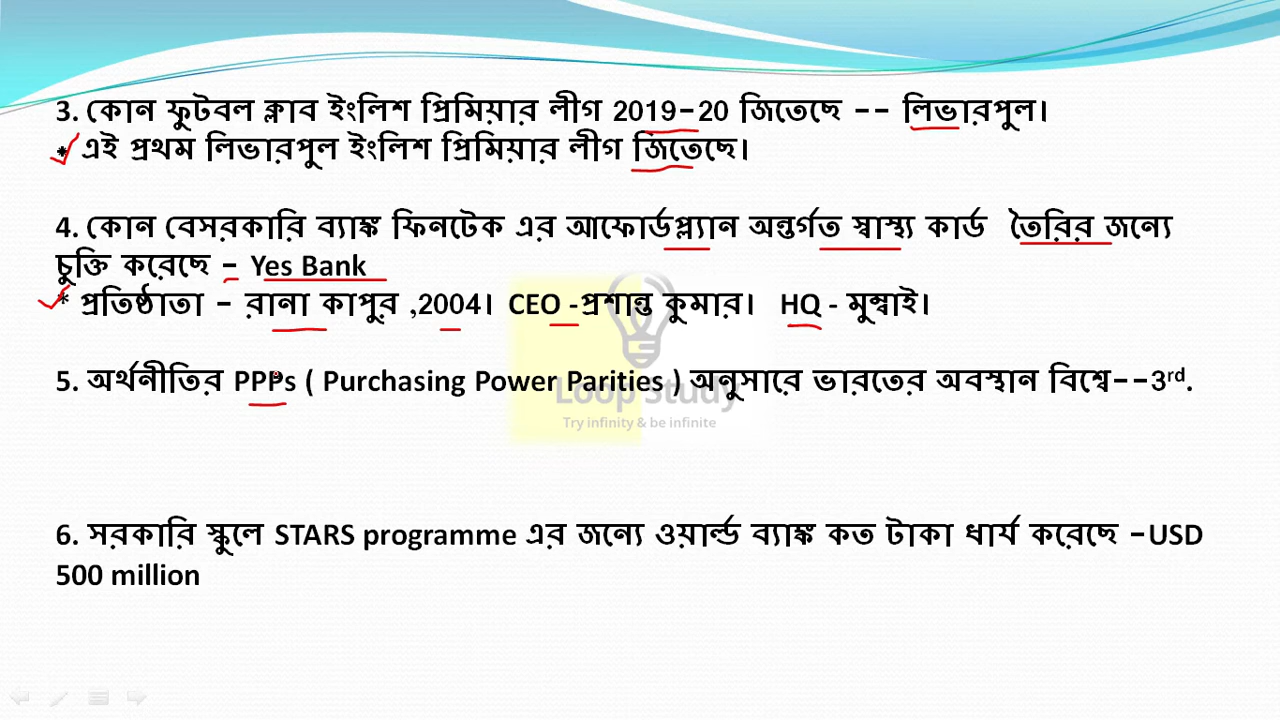 3. কোন ফুটবল ক্লাব ইংলিশ প্রিমিয়ার লীগ 2019-20 জিতেছে -- লিভারপুল।
* এই প্রথম লিভারপুল ইংলিশ প্রিমিয়ার লীগ জিতেছে।
4. কোন বেসরকারি ব্যাঙ্ক ফিনটেক এর আফোর্ডপ্ল্যান অন্তর্গত স্বাস্থ্য কার্ড তৈরির জন্যে
চুক্তি করেছে - Yes Bank
* প্রতিষ্ঠাতা - রানা কাপুর ,2004। CEO -প্রশান্ত কুমার। HQ - মুম্বাই।
5. অর্থনীতির PPPs ( Purchasing Power Parities ) অনুসারে ভারতের অবস্থান বিশ্বে--3rd.
Loop Study
Try infinity & be infinite
6. সরকারি স্কুলে STARS programme এর জন্যে ওয়ার্ল্ড ব্যাঙ্ক কত টাকা ধার্য করেছে -USD
500 million